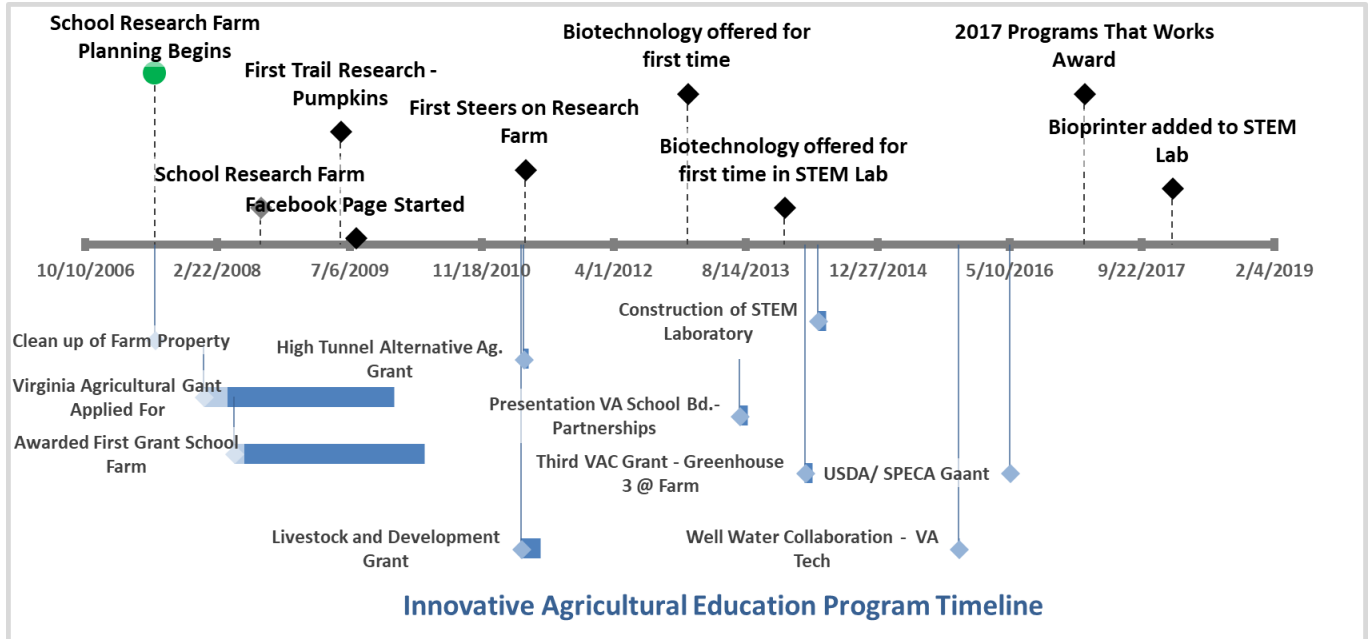 School Research Farm
Planning Begins
First Trail Research -
Pumpkins
First Steers on Research
Farm
Biotechnology offered for
first time
2017 Programs That Works
Award
Biotechnology offered for
first time in STEM Lab
Bioprinter added to STEM
Lab
School Research Farm
Facebook Page Started
10/10/2006
2/22/2008
7/6/2009
11/18/2010
4/1/2012
8/14/2013
12/27/2014
5/10/2016
9/22/2017
2/4/2019
Clean up of Farm Property
High Tunnel Alternative Ag.
Grant
Construction of STEM
Laboratory
Virginia Agricultural Gant
Applied For
Presentation VA School Bd.-
Partnerships
Awarded First Grant School
Farm
Third VAC Grant - Greenhouse
3 @ Farm
USDA/ SPECA Gaant
Livestock and Development
Grant
Well Water Collaboration - VA
Tech
Innovative Agricultural Education Program Timeline